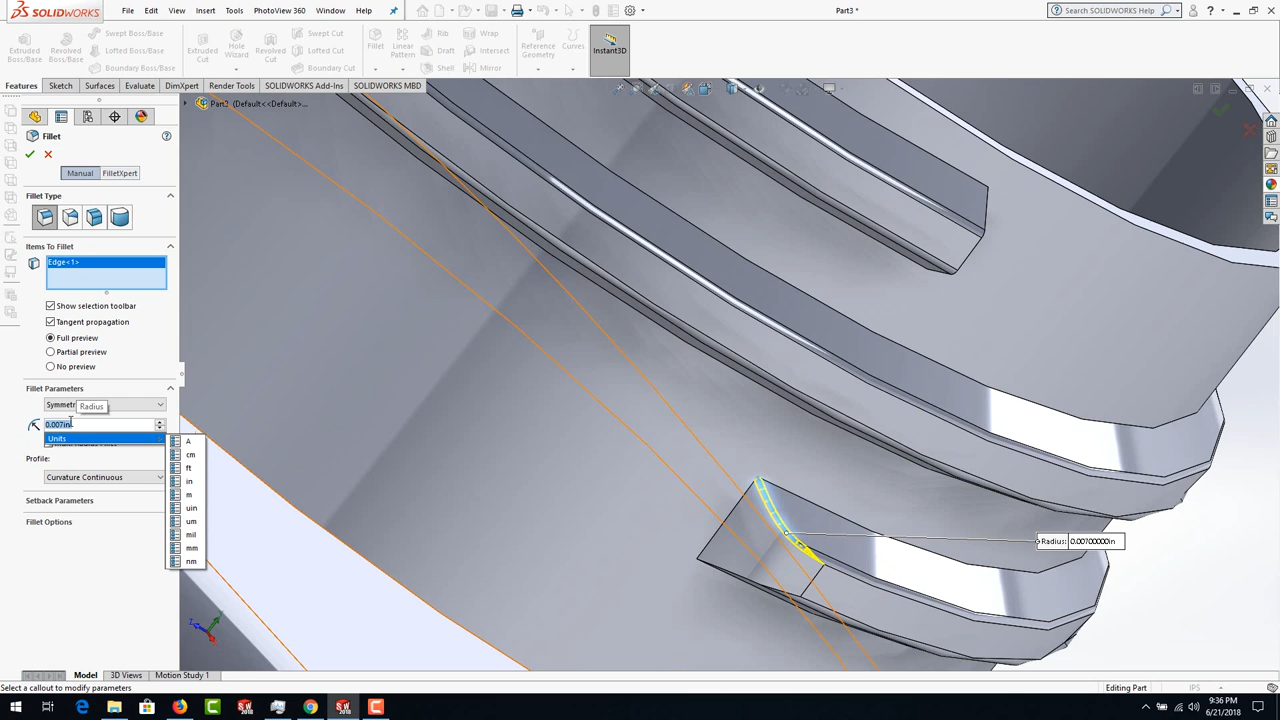 SOLIDWORKS
File Edit View Insert Tools PhotoView 360 Window Help
Part3 *
Search SOLIDWORKS Help
Extruded Boss/Base
Revolved Boss/Base
Swept Boss/Base
Lofted Boss/Base
Boundary Boss/Base
Extruded Cut
Hole Wizard
Revolved Cut
Swept Cut
Lofted Cut
Boundary Cut
Fillet
Linear Pattern
Rib
Draft
Shell
Wrap
Intersect
Mirror
Reference Geometry
Curves
Instant3D
Features Sketch Surfaces Evaluate DimXpert Render Tools SOLIDWORKS Add-Ins SOLIDWORKS MBD
(Default<<Default>...
Fillet
Manual FilletXpert
Fillet Type
Items To Fillet
Edge<1>
Show selection toolbar
Tangent propagation
Full preview
Partial preview
No preview
Fillet Parameters
Radius
0.007in
Units
A
cm
ft
in
m
uin
um
mil
mm
nm
Profile:
Curvature Continuous
Setback Parameters
Fillet Options
Radius: 0.00700000in
Model 3D Views Motion Study 1
Select a callout to modify parameters
Editing Part
IPS
9:36 PM
6/21/2018